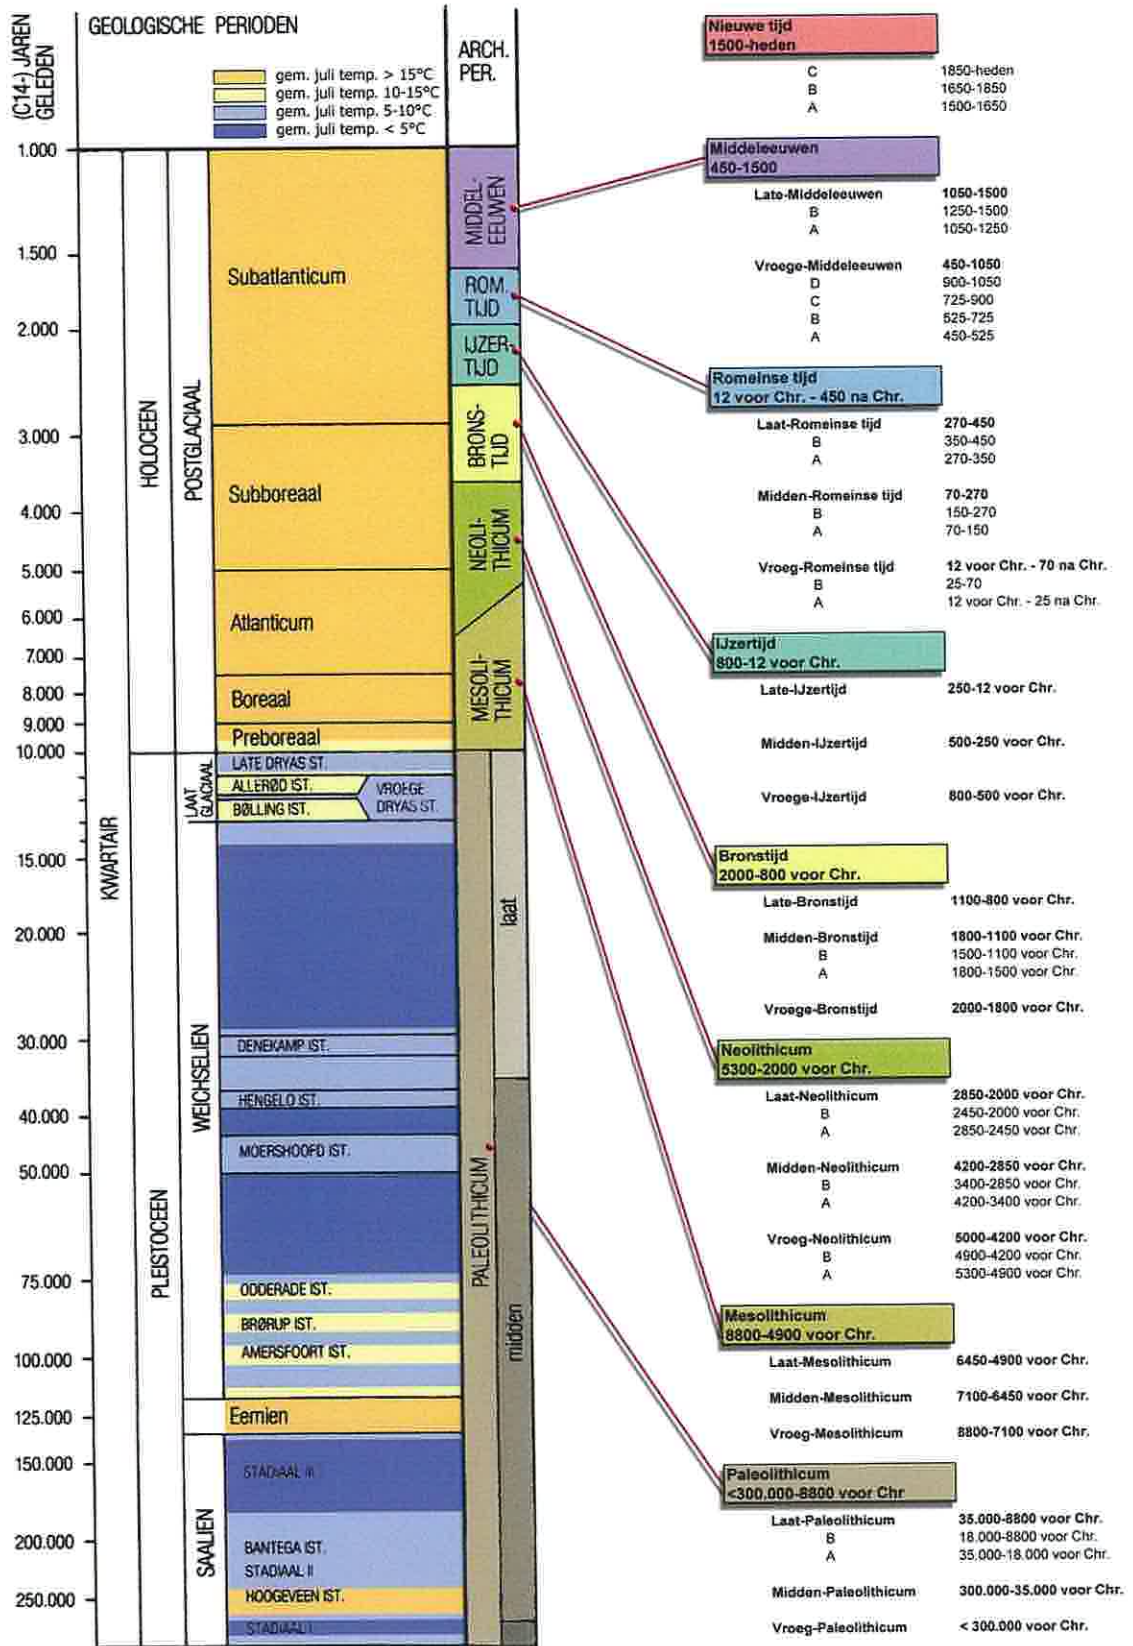 (C14-) JAREN
GELEDEN
GEOLOGISCHE PERIODEN
gem. juli temp. > 15°C
gem. juli temp. 10-15°C
gem. juli temp. 5-10°C
gem. juli temp. < 5°C
ARCH.
PER.
1.000
1.500
2.000
3.000
4.000
5.000
6.000
7.000
8.000
9.000
10.000
15.000
20.000
30.000
40.000
50.000
75.000
100.000
125.000
150.000
200.000
250.000
KWARTAIR
HOLOCEEN
PLEISTOCEEN
POSTGLACIAAL
LAAT
GLACIAAL
WEICHSELIEN
SAALIEN
Subatlanticum
Subboreaal
Atlanticum
Boreaal
Preboreaal
LATE DRYAS ST.
ALLERØD IST.
VROEGE
DRYAS ST.
BØLLING IST.
DENEKAMP IST.
HENGELO IST.
MOERSHOOFD IST.
ODDERADE IST.
BRØRUP IST.
AMERSFOORT IST.
Eemien
STADIAAL III
BANTEGA IST.
STADIAAL II
HOOGEVEEN IST.
STADIAAL I
MIDDEL-
EEUWEN
ROM.
TIJD
IJZER-
TIJD
BRONS-
TIJD
NEOLI-
THICUM
MESOLI-
THICUM
PALEOLITHICUM
laat
midden
Nieuwe tijd
1500-heden
C 1850-heden
B 1650-1850
A 1500-1650
Middeleeuwen
450-1500
Late-Middeleeuwen 1050-1500
B 1250-1500
A 1050-1250
Vroege-Middeleeuwen 450-1050
D 900-1050
C 725-900
B 525-725
A 450-525
Romeinse tijd
12 voor Chr. - 450 na Chr.
Laat-Romeinse tijd 270-450
B 350-450
A 270-350
Midden-Romeinse tijd 70-270
B 150-270
A 70-150
Vroeg-Romeinse tijd 12 voor Chr. - 70 na Chr.
B 25-70
A 12 voor Chr. - 25 na Chr.
IJzertijd
800-12 voor Chr.
Late-IJzertijd 250-12 voor Chr.
Midden-IJzertijd 500-250 voor Chr.
Vroege-IJzertijd 800-500 voor Chr.
Bronstijd
2000-800 voor Chr.
Late-Bronstijd 1100-800 voor Chr.
Midden-Bronstijd 1800-1100 voor Chr.
B 1500-1100 voor Chr.
A 1800-1500 voor Chr.
Vroege-Bronstijd 2000-1800 voor Chr.
Neolithicum
5300-2000 voor Chr.
Laat-Neolithicum 2850-2000 voor Chr.
B 2450-2000 voor Chr.
A 2850-2450 voor Chr.
Midden-Neolithicum 4200-2850 voor Chr.
B 3400-2850 voor Chr.
A 4200-3400 voor Chr.
Vroeg-Neolithicum 5000-4200 voor Chr.
B 4900-4200 voor Chr.
A 5300-4900 voor Chr.
Mesolithicum
8800-4900 voor Chr.
Laat-Mesolithicum 6450-4900 voor Chr.
Midden-Mesolithicum 7100-6450 voor Chr.
Vroeg-Mesolithicum 8800-7100 voor Chr.
Paleolithicum
<300.000-8800 voor Chr
Laat-Paleolithicum 35.000-8800 voor Chr.
B 18.000-8800 voor Chr.
A 35.000-18.000 voor Chr.
Midden-Paleolithicum 300.000-35.000 voor Chr.
Vroeg-Paleolithicum < 300.000 voor Chr.